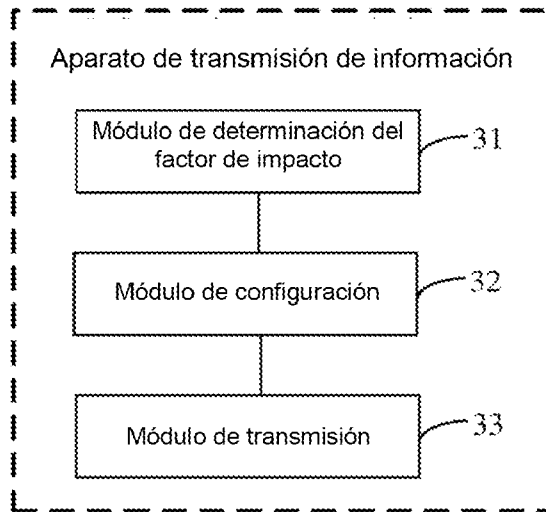 Aparato de transmisión de información
Módulo de determinación del
factor de impacto
31
Módulo de configuración
32
Módulo de transmisión
33